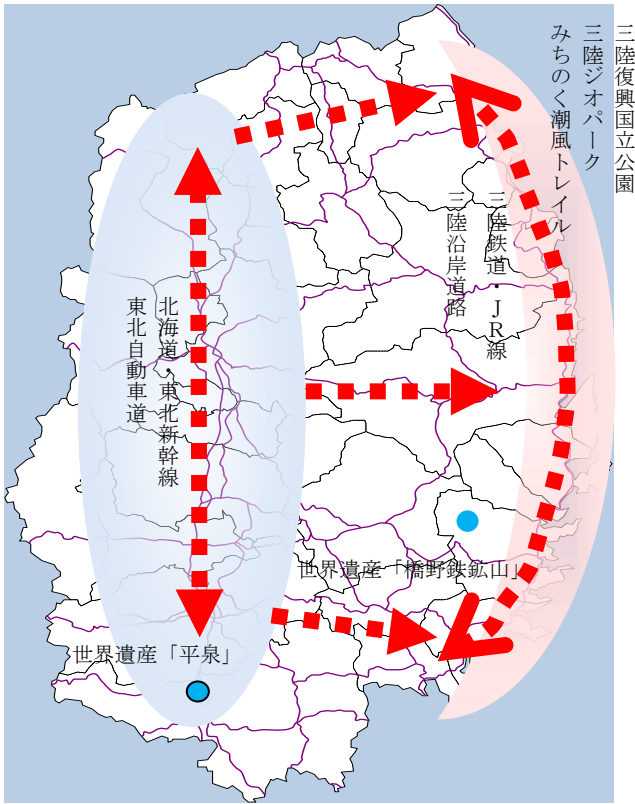 三陸復興国立公園
三陸ジオパーク
みちのく潮風トレイル
三陸鉄道・ＪＲ線
三陸沿岸道路
北海道・東北新幹線
東北自動車道
世界遺産「橋野鉄鉱山」
世界遺産「平泉」